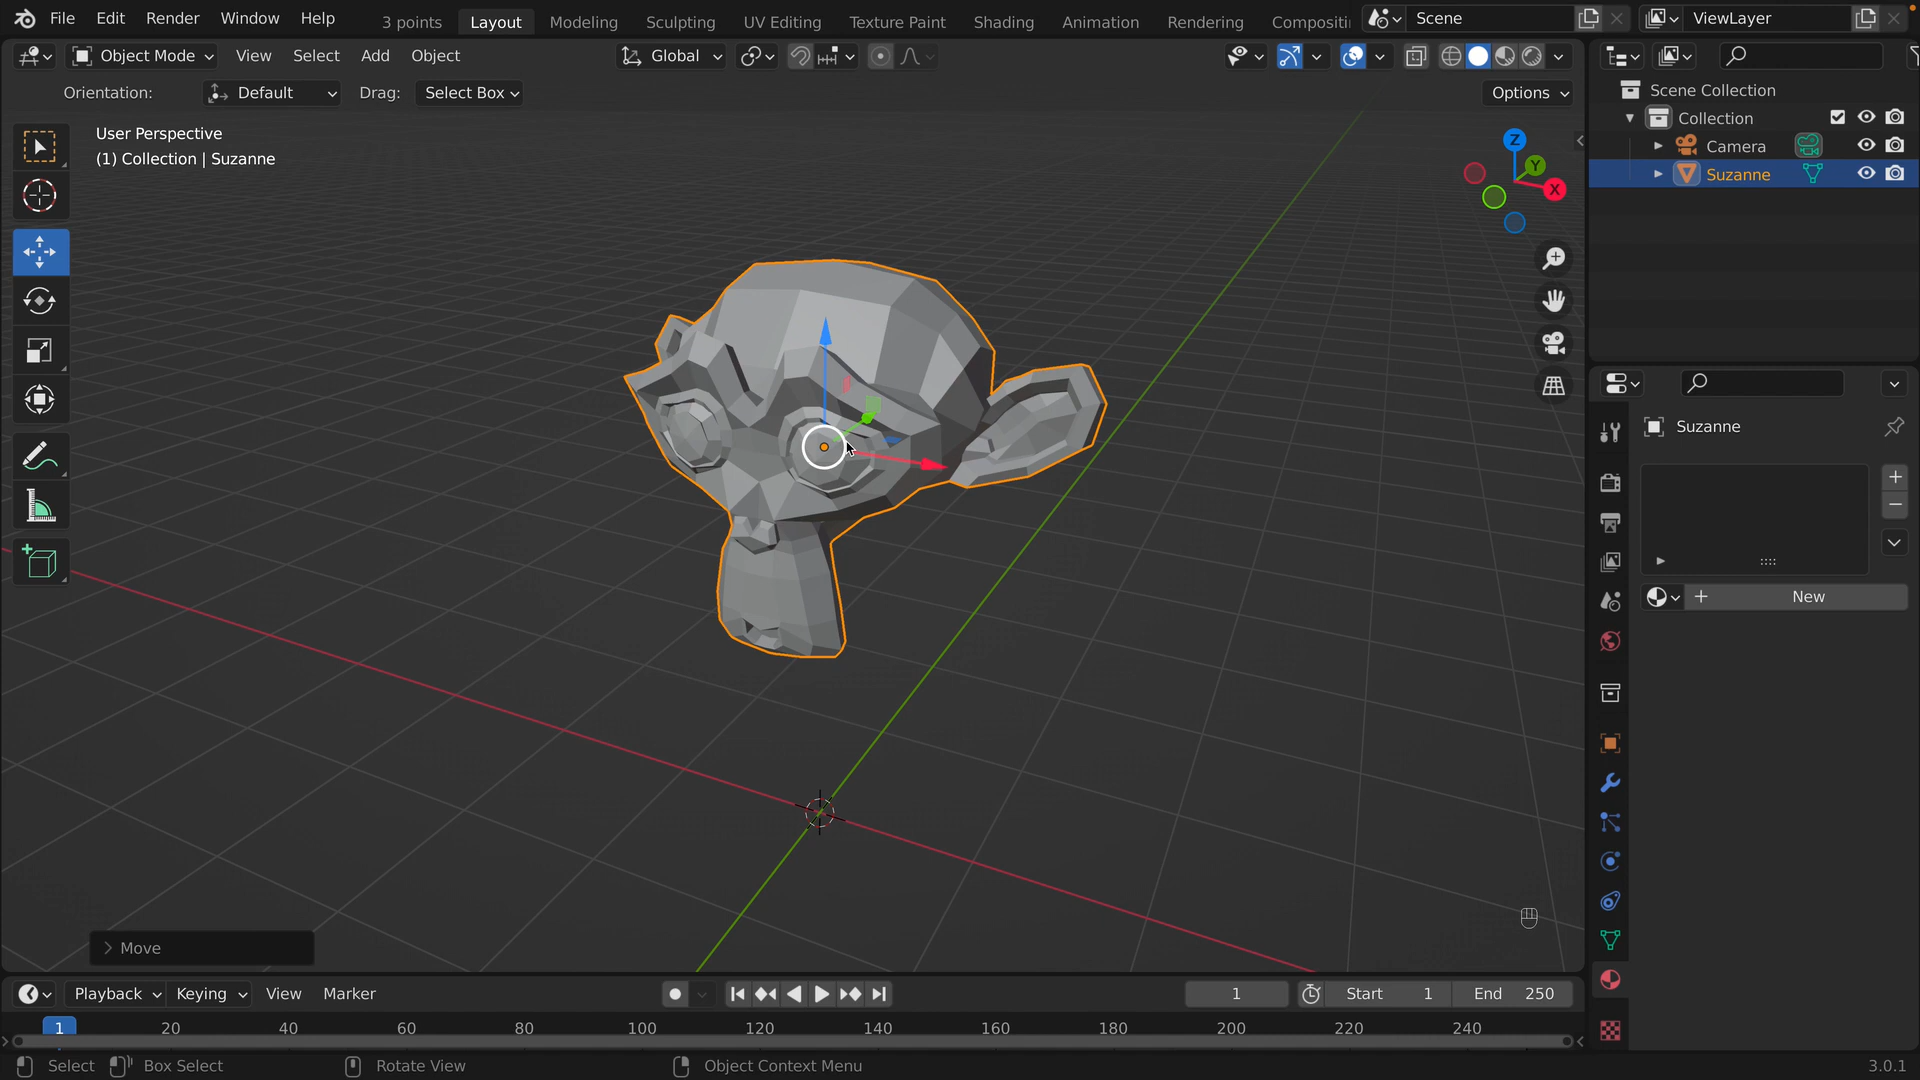 File Edit Render Window Help 3 points Layout Modeling Sculpting UV Editing Texture Paint Shading Animation Rendering Compositi Scene ViewLayer
Object Mode View Select Add Object Global
Orientation: Default Drag: Select Box Options
User Perspective
(1) Collection | Suzanne
Z
Y
X
Scene Collection
Collection
Camera
Suzanne
Suzanne
New
Move
Playback Keying View Marker 1 Start 1 End 250
1 20 40 60 80 100 120 140 160 180 200 220 240
Select Box Select Rotate View Object Context Menu 3.0.1